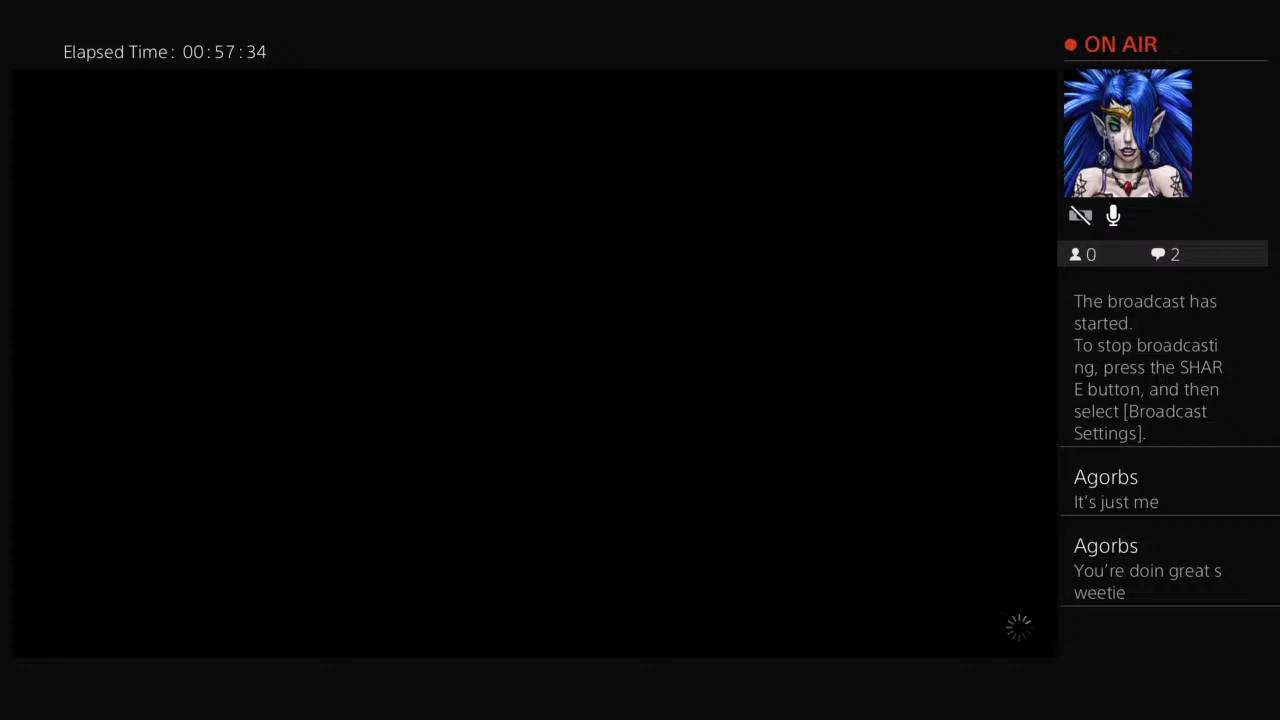 Elapsed Time: 00:57:34
ON AIR
0 2
The broadcast has
started.
To stop broadcasti
ng, press the SHAR
E button, and then
select [Broadcast
Settings].
Agorbs
It's just me
Agorbs
You're doin great s
weetie